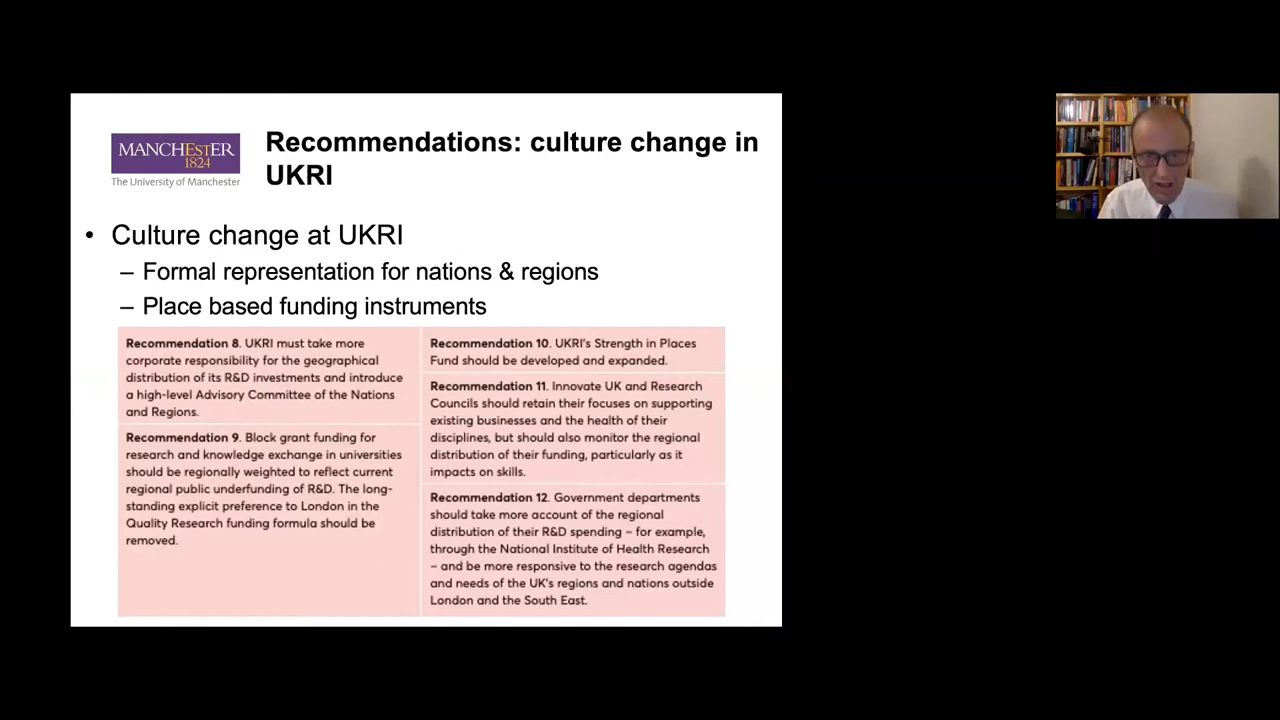 MANCHESTER
1824
The University of Manchester
Recommendations: culture change in
UKRI
• Culture change at UKRI
– Formal representation for nations & regions
– Place based funding instruments
Recommendation 8. UKRI must take more
corporate responsibility for the geographical
distribution of its R&D investments and introduce
a high-level Advisory Committee of the Nations
and Regions.
Recommendation 9. Block grant funding for
research and knowledge exchange in universities
should be regionally weighted to reflect current
regional public underfunding of R&D. The long-
standing explicit preference to London in the
Quality Research funding formula should be
removed.
Recommendation 10. UKRI's Strength in Places
Fund should be developed and expanded.
Recommendation 11. Innovate UK and Research
Councils should retain their focuses on supporting
existing businesses and the health of their
disciplines, but should also monitor the regional
distribution of their funding, particularly as it
impacts on skills.
Recommendation 12. Government departments
should take more account of the regional
distribution of their R&D spending – for example,
through the National Institute of Health Research
– and be more responsive to the research agendas
and needs of the UK's regions and nations outside
London and the South East.